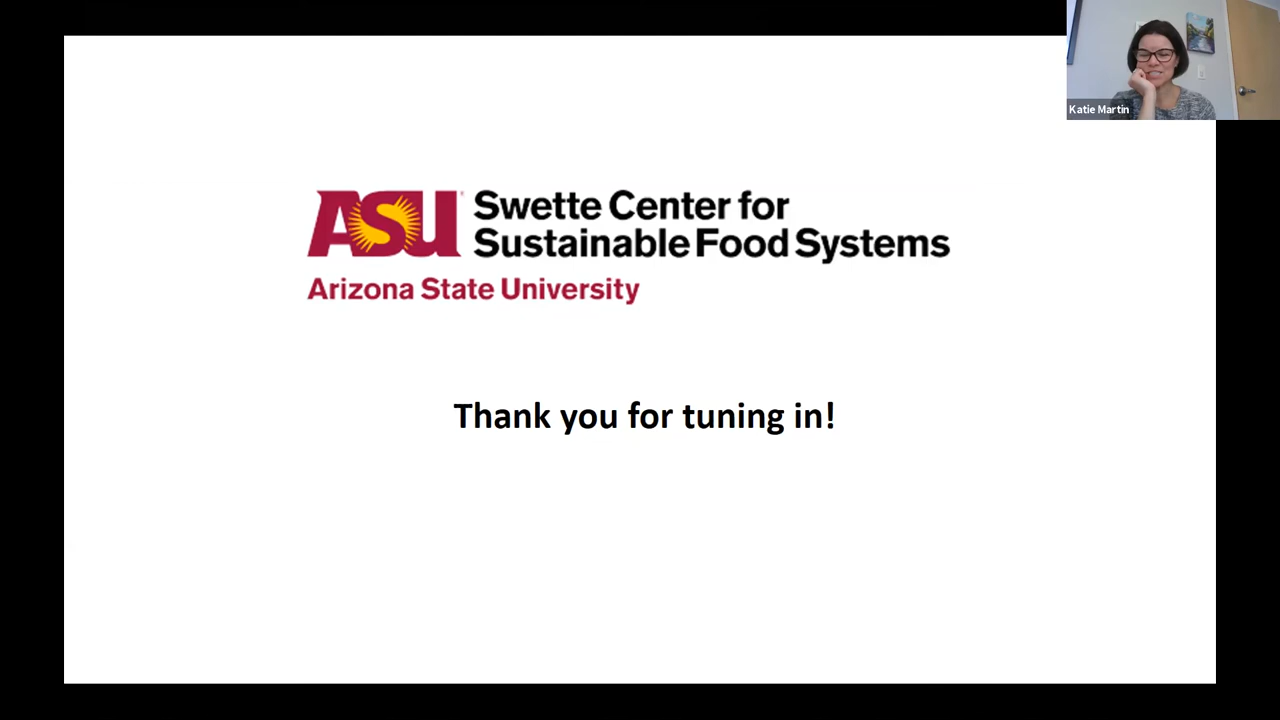 Katie Martin
ASU
Swette Center for
Sustainable Food Systems
Arizona State University
Thank you for tuning in!